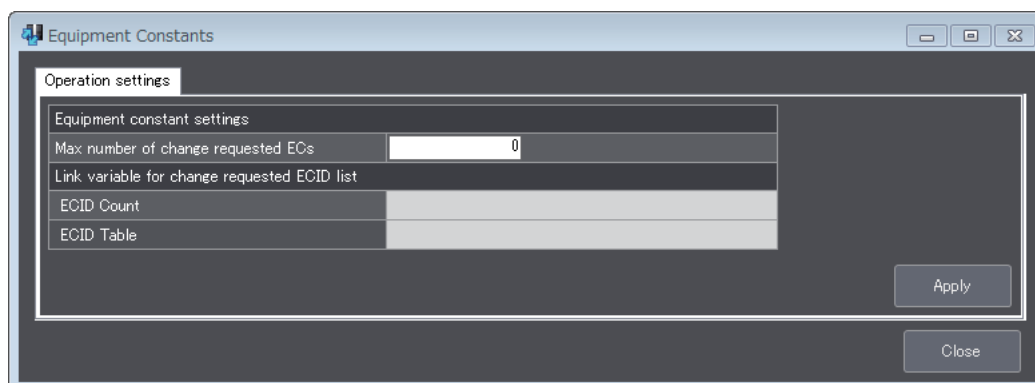 Equipment Constants
Operation settings
Equipment constant settings
Max number of change requested ECs 0
Link variable for change requested ECID list
ECID Count
ECID Table
Apply
Close